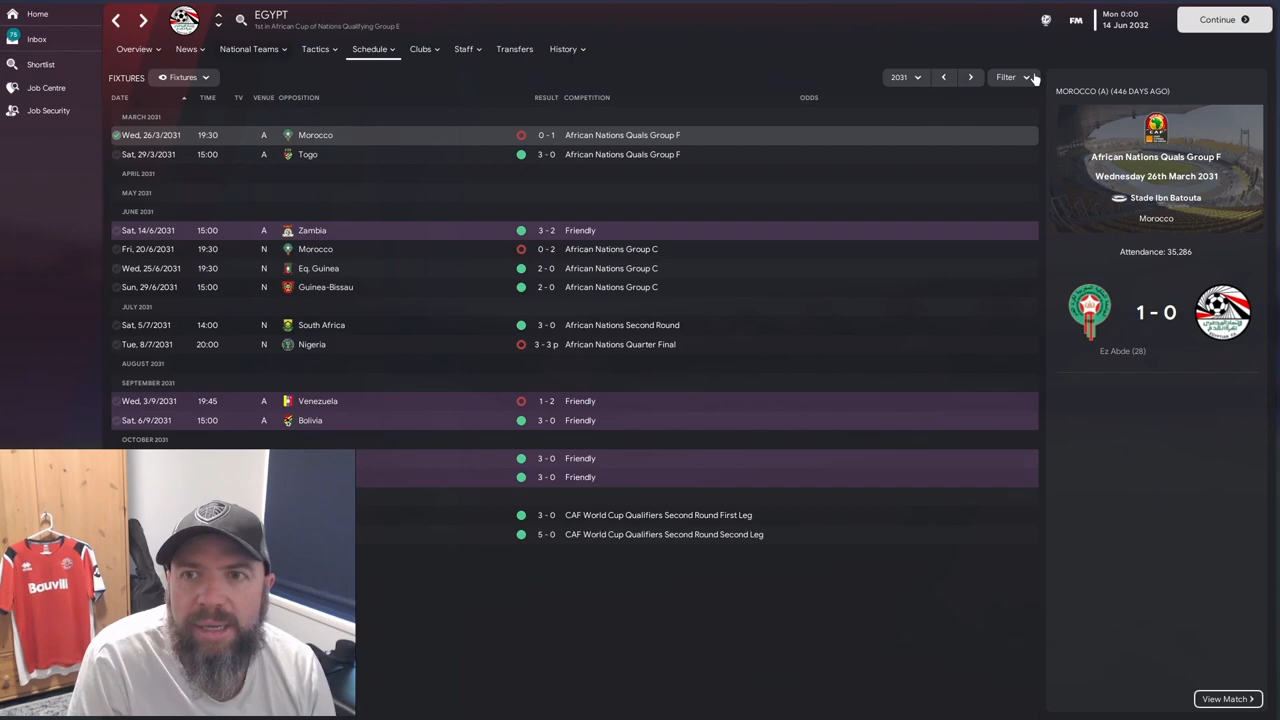 Home
75
Inbox
Shortlist
Job Centre
Job Security
EGYPT
1st in African Cup of Nations Qualifying Group E
FM
Mon 0:00
14 Jun 2032
Continue
Overview
News
National Teams
Tactics
Schedule
Clubs
Staff
Transfers
History
FIXTURES
Fixtures
2031
Filter
DATE TIME TV VENUE OPPOSITION RESULT COMPETITION ODDS
MARCH 2031
Wed, 26/3/2031 19:30 A Morocco 0 - 1 African Nations Quals Group F
Sat, 29/3/2031 15:00 A Togo 3 - 0 African Nations Quals Group F
APRIL 2031
MAY 2031
JUNE 2031
Sat, 14/6/2031 15:00 A Zambia 3 - 2 Friendly
Fri, 20/6/2031 19:30 N Morocco 0 - 2 African Nations Group C
Wed, 25/6/2031 19:30 N Eq. Guinea 2 - 0 African Nations Group C
Sun, 29/6/2031 15:00 N Guinea-Bissau 2 - 0 African Nations Group C
JULY 2031
Sat, 5/7/2031 14:00 N South Africa 3 - 0 African Nations Second Round
Tue, 8/7/2031 20:00 N Nigeria - 3 p African Nations Quarter Final
AUGUST 2031
SEPTEMBER 2031
Wed, 3/9/2031 19:45 A Venezuela 1 - 2 Friendly
Sat, 6/9/2031 15:00 A Bolivia 3 - 0 Friendly
OCTOBER 2031
3 - 0 Friendly
3 - 0 Friendly
3 - 0 CAF World Cup Qualifiers Second Round First Leg
5 - 0 CAF World Cup Qualifiers Second Round Second Leg
MOROCCO (A) (446 DAYS AGO)
CAF
African Nations Quals Group F
Wednesday 26th March 2031
Stade Ibn Batouta
Morocco
Attendance: 35,286
1 - 0
Ez Abde (28)
View Match
Bouvill